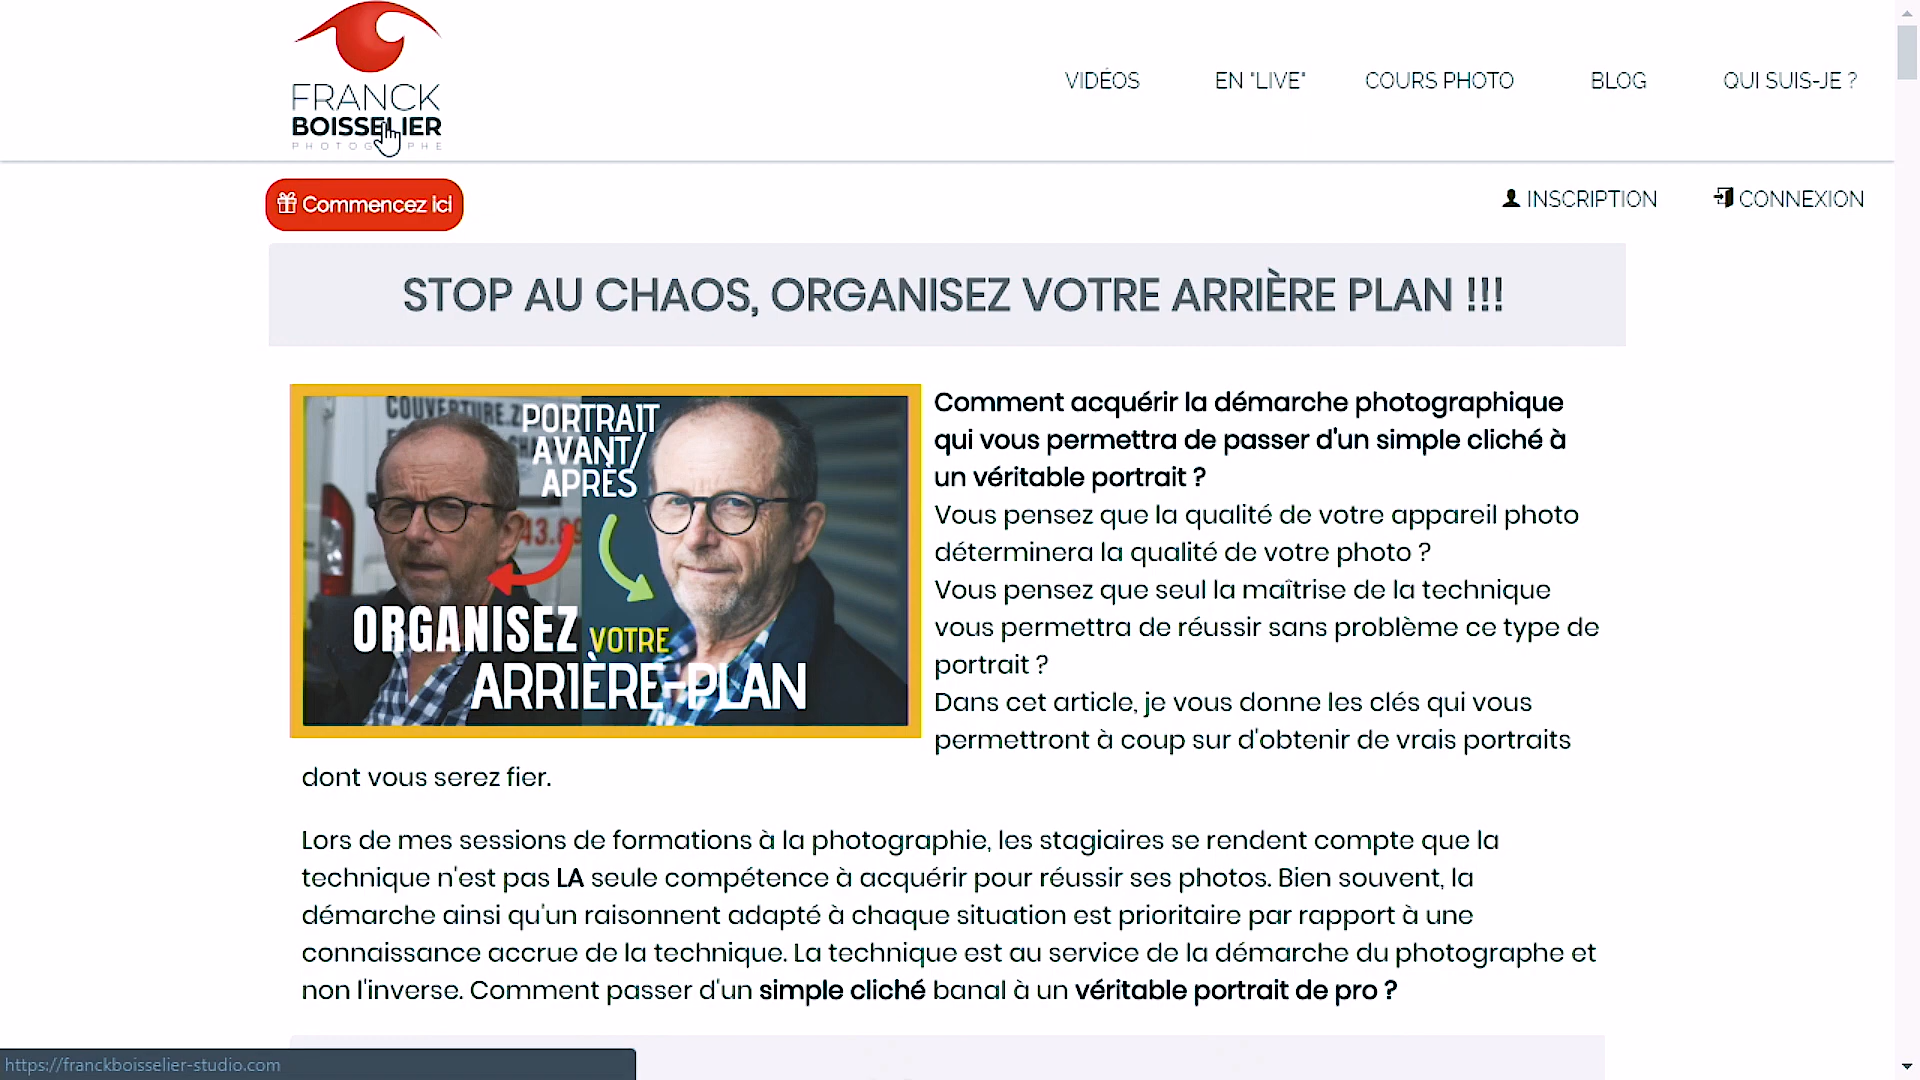 FRANCK
BOISSELIER
PHOTOGRAPHE
VIDÉOS
EN "LIVE"
COURS PHOTO
BLOG
QUI SUIS-JE ?
Commencez ici
INSCRIPTION
CONNEXION
STOP AU CHAOS, ORGANISEZ VOTRE ARRIÈRE PLAN !!!
COUVERTURE.Z
PORTRAIT
AVANT/
APRÈS
43.
ORGANISEZ VOTRE
ARRIÈRE-PLAN
Comment acquérir la démarche photographique
qui vous permettra de passer d'un simple cliché à
un véritable portrait ?
Vous pensez que la qualité de votre appareil photo
déterminera la qualité de votre photo ?
Vous pensez que seul la maîtrise de la technique
vous permettra de réussir sans problème ce type de
portrait ?
Dans cet article, je vous donne les clés qui vous
permettront à coup sur d'obtenir de vrais portraits
dont vous serez fier.
Lors de mes sessions de formations à la photographie, les stagiaires se rendent compte que la
technique n'est pas LA seule compétence à acquérir pour réussir ses photos. Bien souvent, la
démarche ainsi qu'un raisonnent adapté à chaque situation est prioritaire par rapport à une
connaissance accrue de la technique. La technique est au service de la démarche du photographe et
non l'inverse. Comment passer d'un simple cliché banal à un véritable portrait de pro ?
https://franckboisselier-studio.com